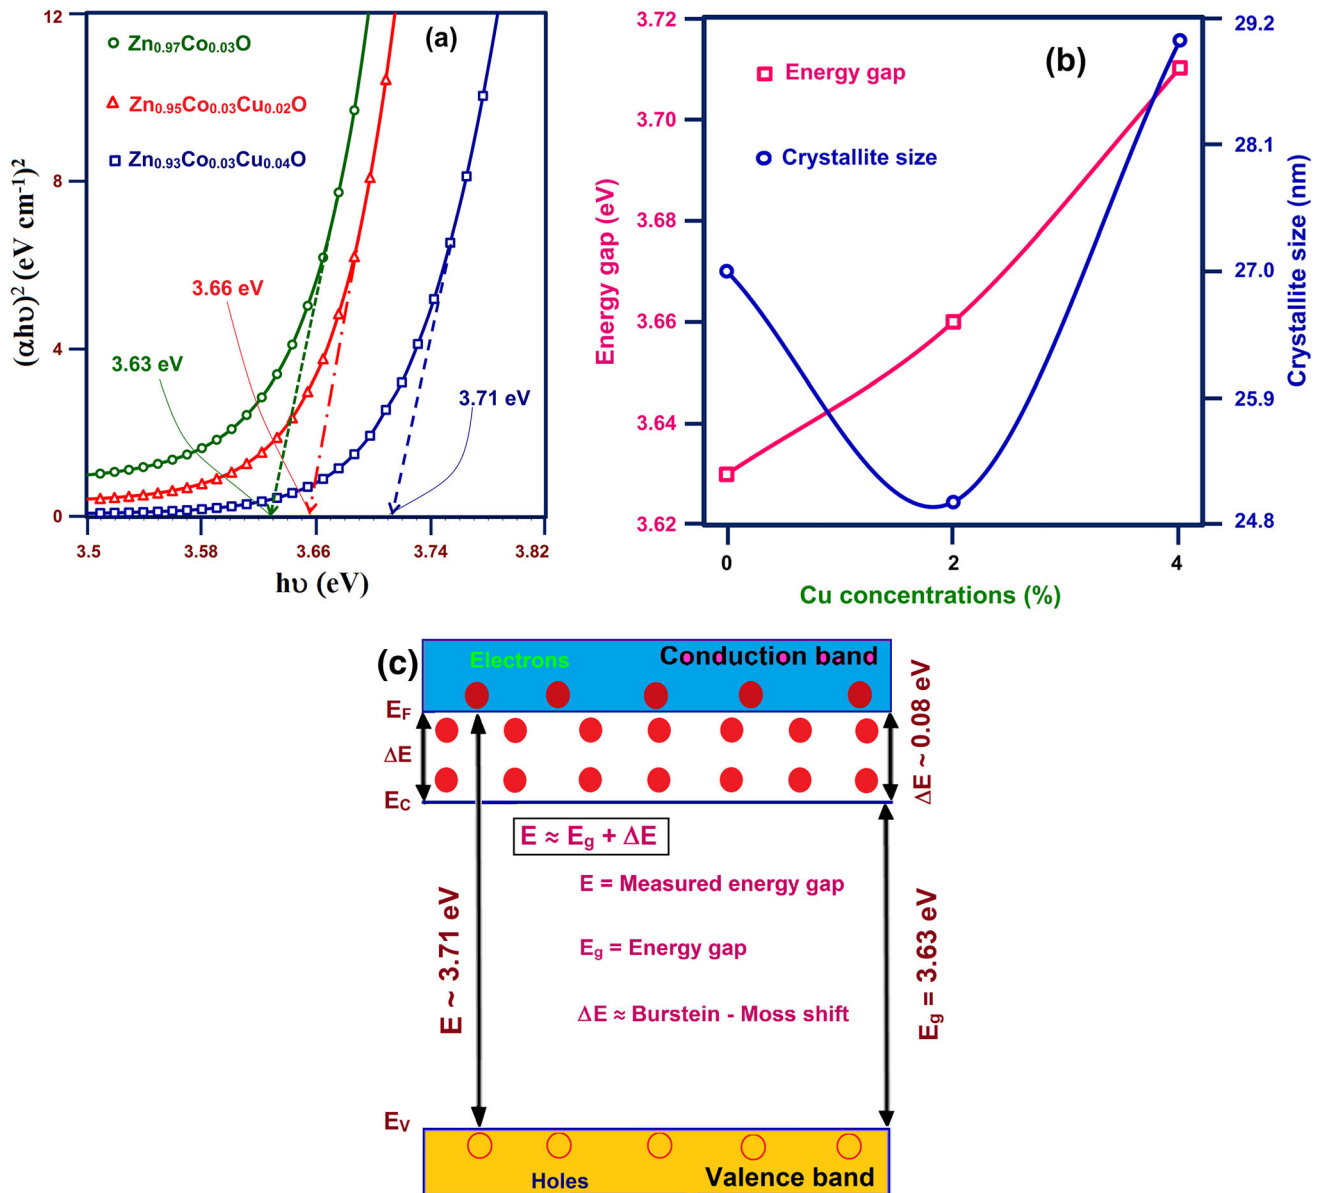 (a)
Zn0.97Co0.03O
Zn0.95Co0.03Cu0.02O
Zn0.93Co0.03Cu0.04O
12
8
4
0
(αhυ)² (eV cm⁻¹)²
3.66 eV
3.63 eV
3.71 eV
3.5
3.58
3.66
3.74
3.82
hυ (eV)
(b)
Energy gap
Crystallite size
3.72
3.70
3.68
3.66
3.64
3.62
Energy gap (eV)
29.2
28.1
27.0
25.9
24.8
Crystallite size (nm)
0
2
4
Cu concentrations (%)
(c)
Electrons
Conduction band
EF
ΔE
EC
ΔE ~ 0.08 eV
E ≈ Eg + ΔE
E = Measured energy gap
Eg = Energy gap
ΔE ≈ Burstein - Moss shift
E ~ 3.71 eV
Eg = 3.63 eV
EV
Holes
Valence band